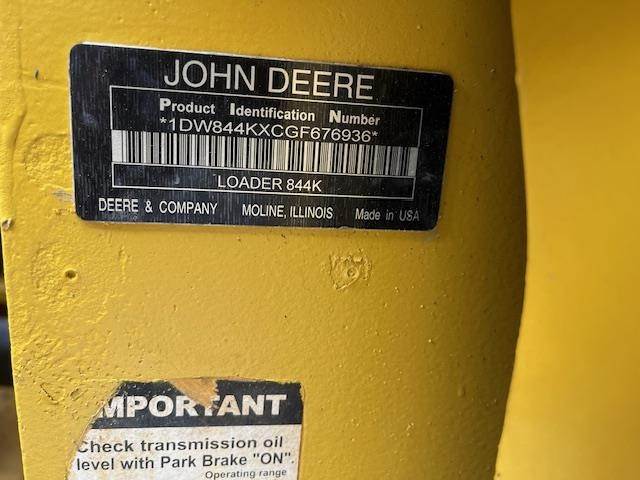 JOHN DEERE
Product Identification Number
*1DW844KXCGF676936*
LOADER 844K
DEERE & COMPANY MOLINE, ILLINOIS Made in USA
IMPORTANT
Check transmission oil
level with Park Brake "ON".
Operating range